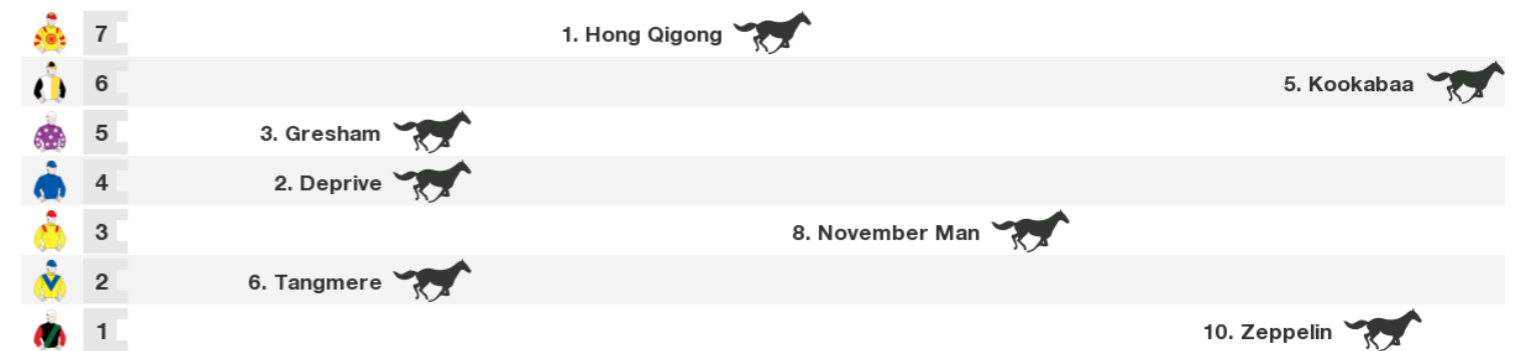 7 1. Hong Qigong
6 5. Kookabaa
5 3. Gresham
4 2. Deprive
3 8. November Man
2 6. Tangmere
1 10. Zeppelin